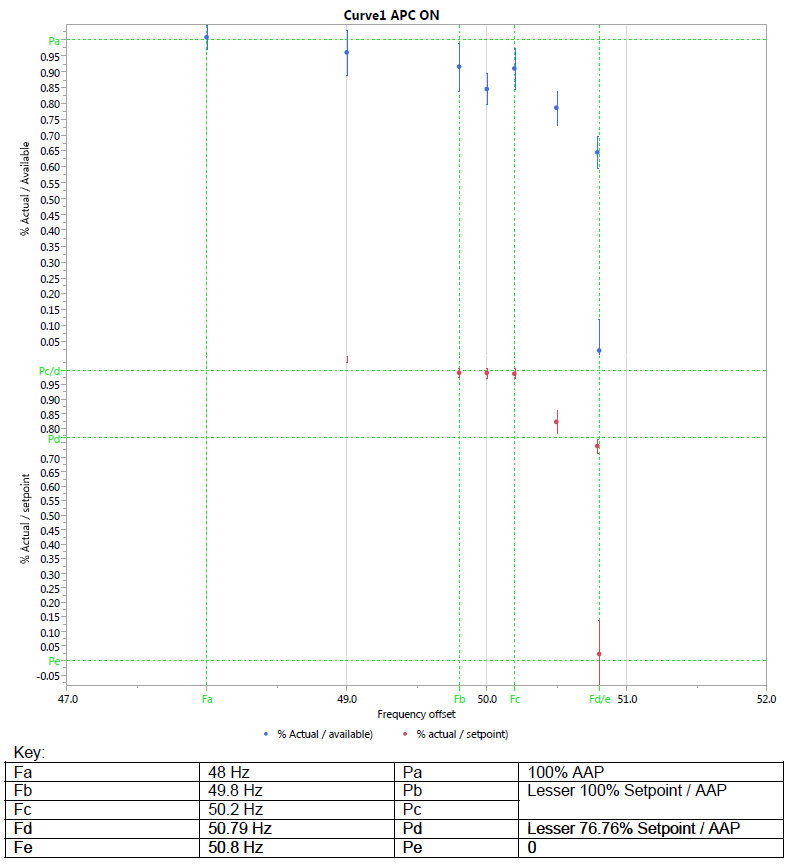 Curve1 APC ON
% Actual / Available
Pa
0.95
0.90
0.85
0.80
0.75
0.70
0.65
0.60
0.55
0.50
0.45
0.40
0.35
0.30
0.25
0.20
0.15
0.10
0.05
% Actual / setpoint
Pc/d
0.95
0.90
0.85
0.80
Pd
0.70
0.65
0.60
0.55
0.50
0.45
0.40
0.35
0.30
0.25
0.20
0.15
0.10
0.05
Pe
-0.05
47.0 Fa 49.0 Fb 50.0 Fc Fd/e 51.0 52.0
Frequency offset
% Actual / available) % actual / setpoint)
Key:
Fa 48 Hz Pa 100% AAP
Fb 49.8 Hz Pb Lesser 100% Setpoint / AAP
Fc 50.2 Hz Pc
Fd 50.79 Hz Pd Lesser 76.76% Setpoint / AAP
Fe 50.8 Hz Pe 0